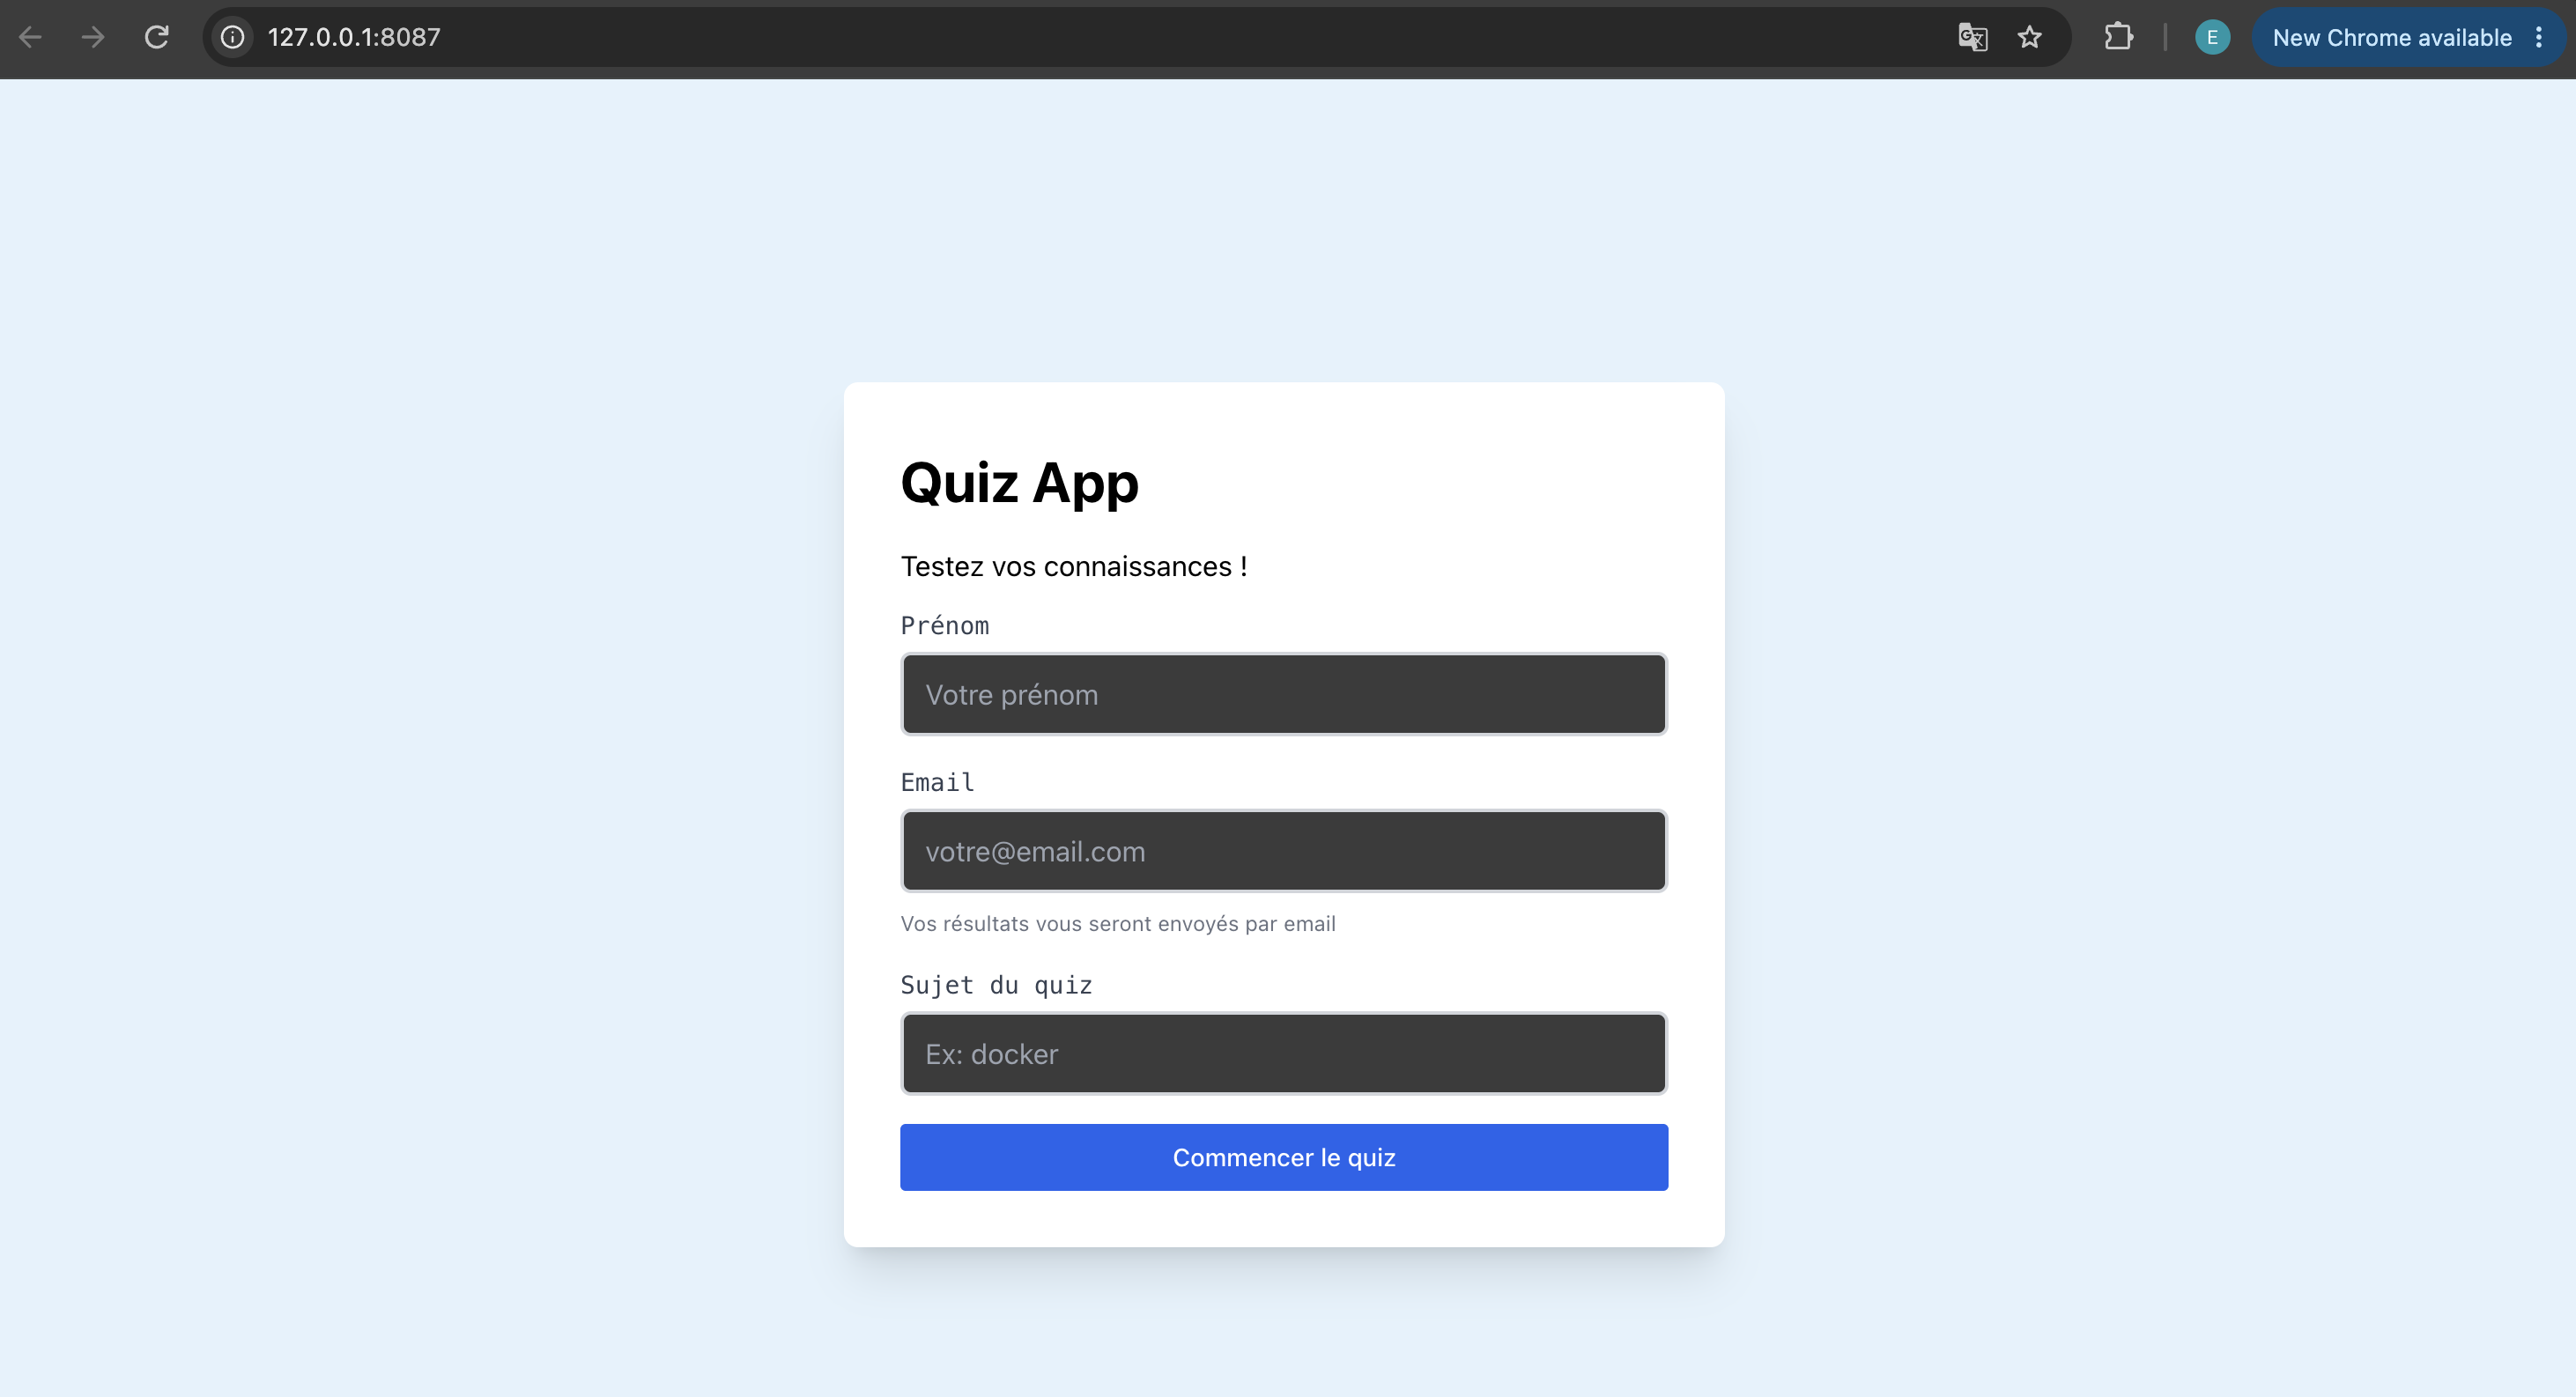 127.0.0.1:8087
E
New Chrome available
Quiz App
Testez vos connaissances !
Prénom
Votre prénom
Email
votre@email.com
Vos résultats vous seront envoyés par email
Sujet du quiz
Ex: docker
Commencer le quiz